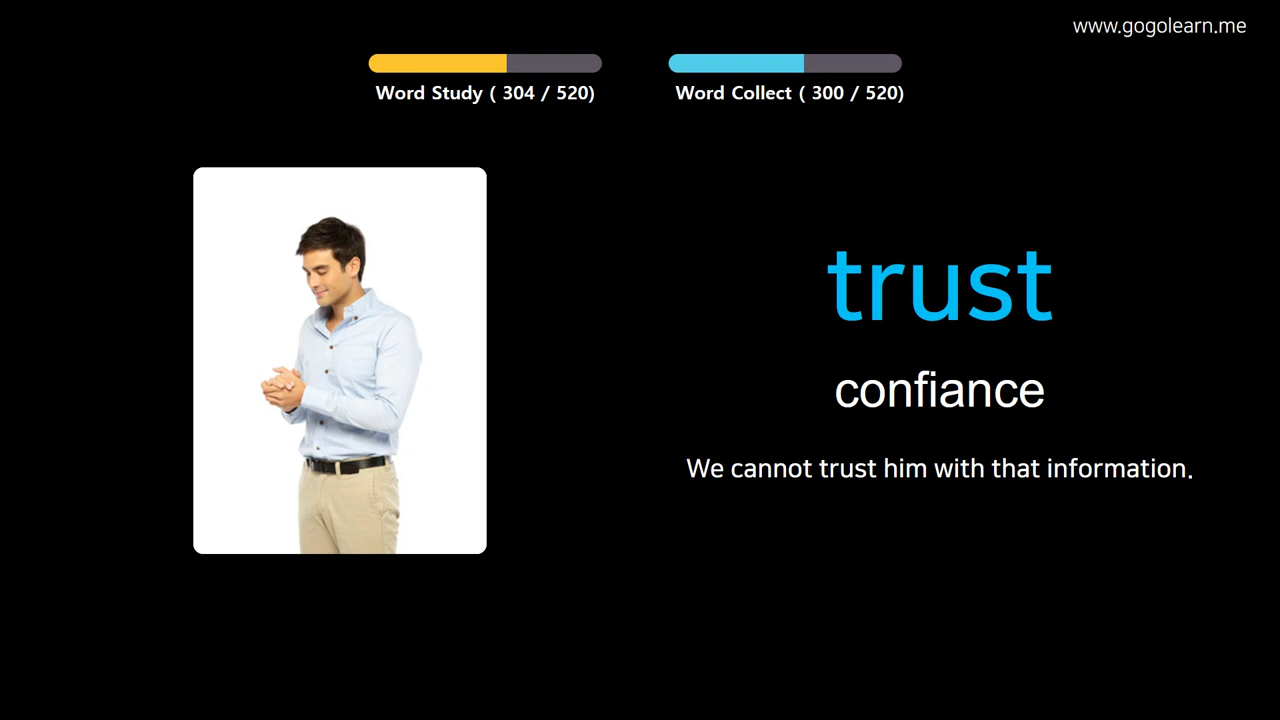 www.gogolearn.me
Word Study ( 304 / 520)
Word Collect ( 300 / 520)
trust
confiance
We cannot trust him with that information.